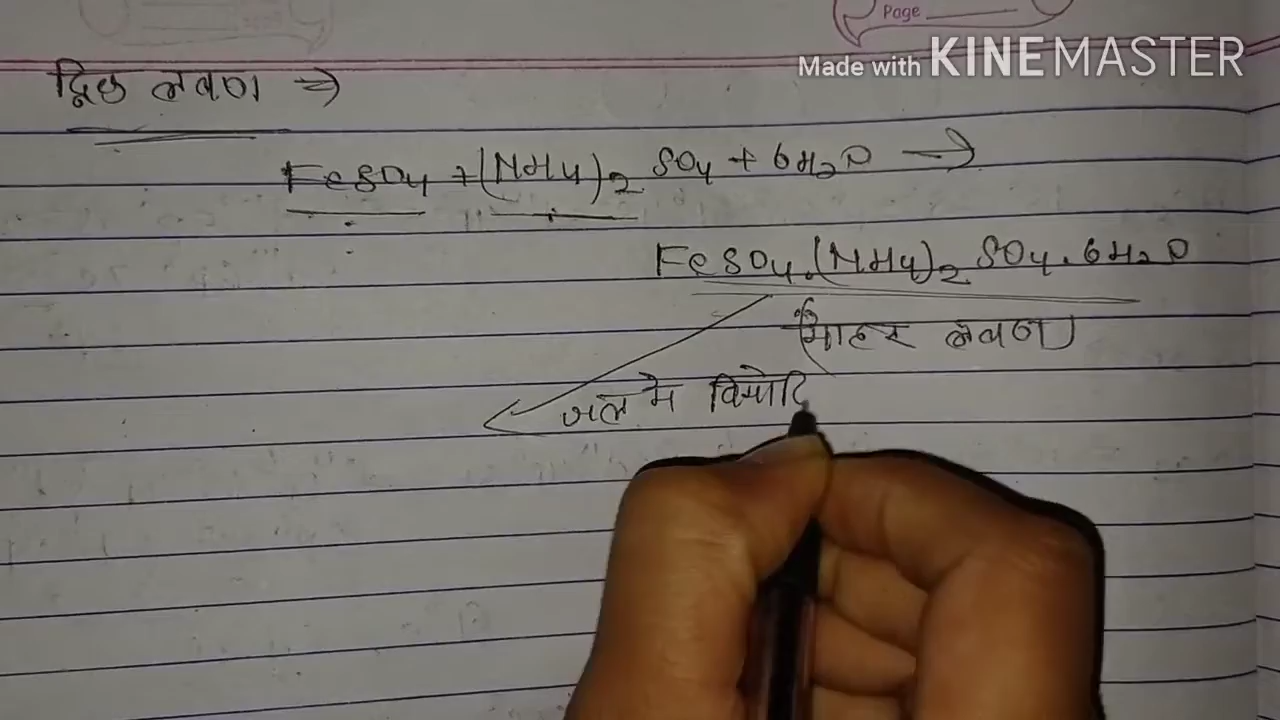 Page
Made with KINEMASTER
द्विक लवण ⇒
FeSO4 + (NH4)2 SO4 + 6H2O →
FeSO4.(NH4)2 SO4.6H2O
मोहर लवण
जल मे वियोि